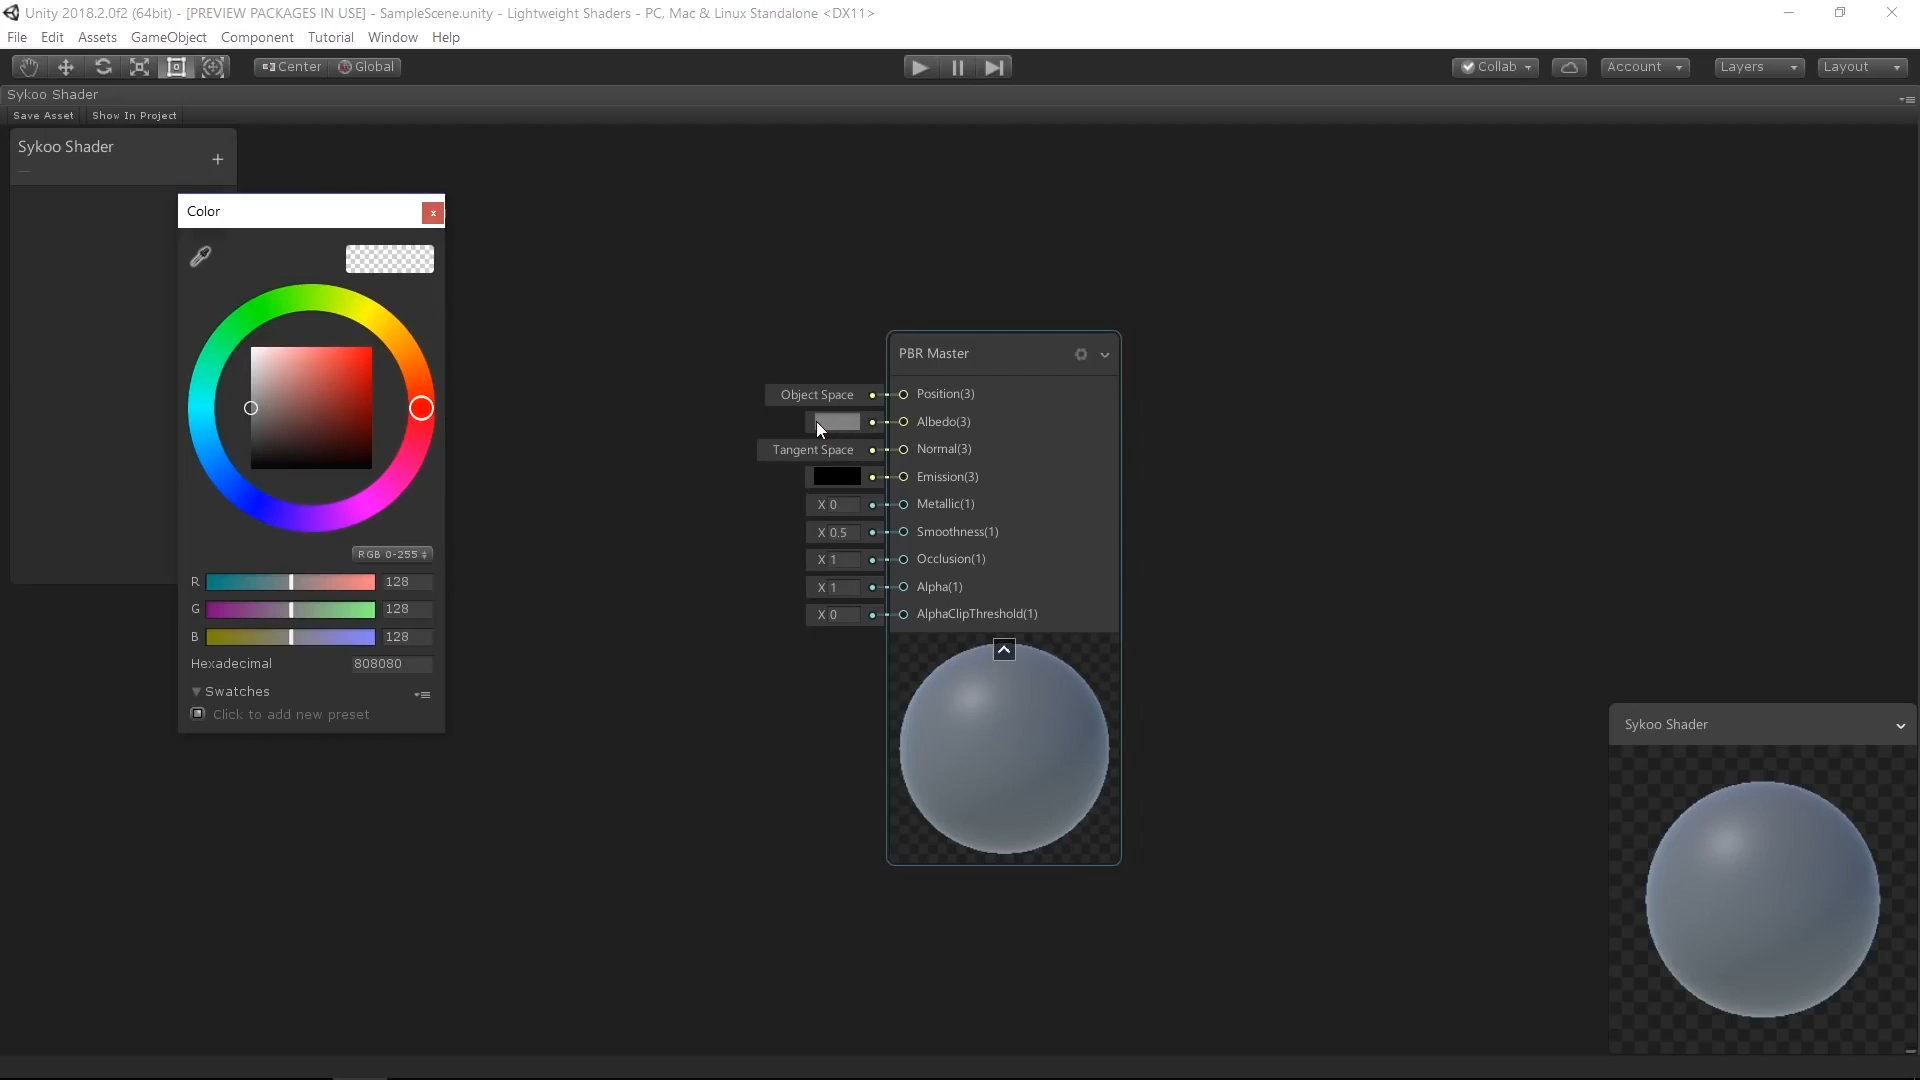 Unity 2018.2.0f2 (64bit) - [PREVIEW PACKAGES IN USE] - SampleScene.unity - Lightweight Shaders - PC, Mac & Linux Standalone <DX11>
File Edit Assets GameObject Component Tutorial Window Help
Center Global Collab Account Layers Layout
Sykoo Shader
Save Asset Show In Project
Sykoo Shader
Color
RGB 0-255
R 128
G 128
B 128
Hexadecimal 808080
Swatches
Click to add new preset
PBR Master
Object Space Position(3)
Albedo(3)
Tangent Space Normal(3)
Emission(3)
X 0 Metallic(1)
X 0.5 Smoothness(1)
X 1 Occlusion(1)
X 1 Alpha(1)
X 0 AlphaClipThreshold(1)
Sykoo Shader